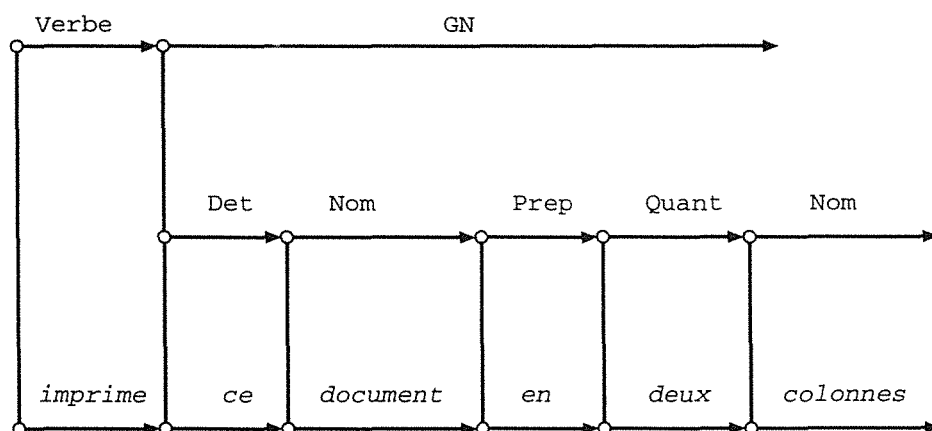 Verbe GN
Det Nom Prep Quant Nom
imprime ce document en deux colonnes